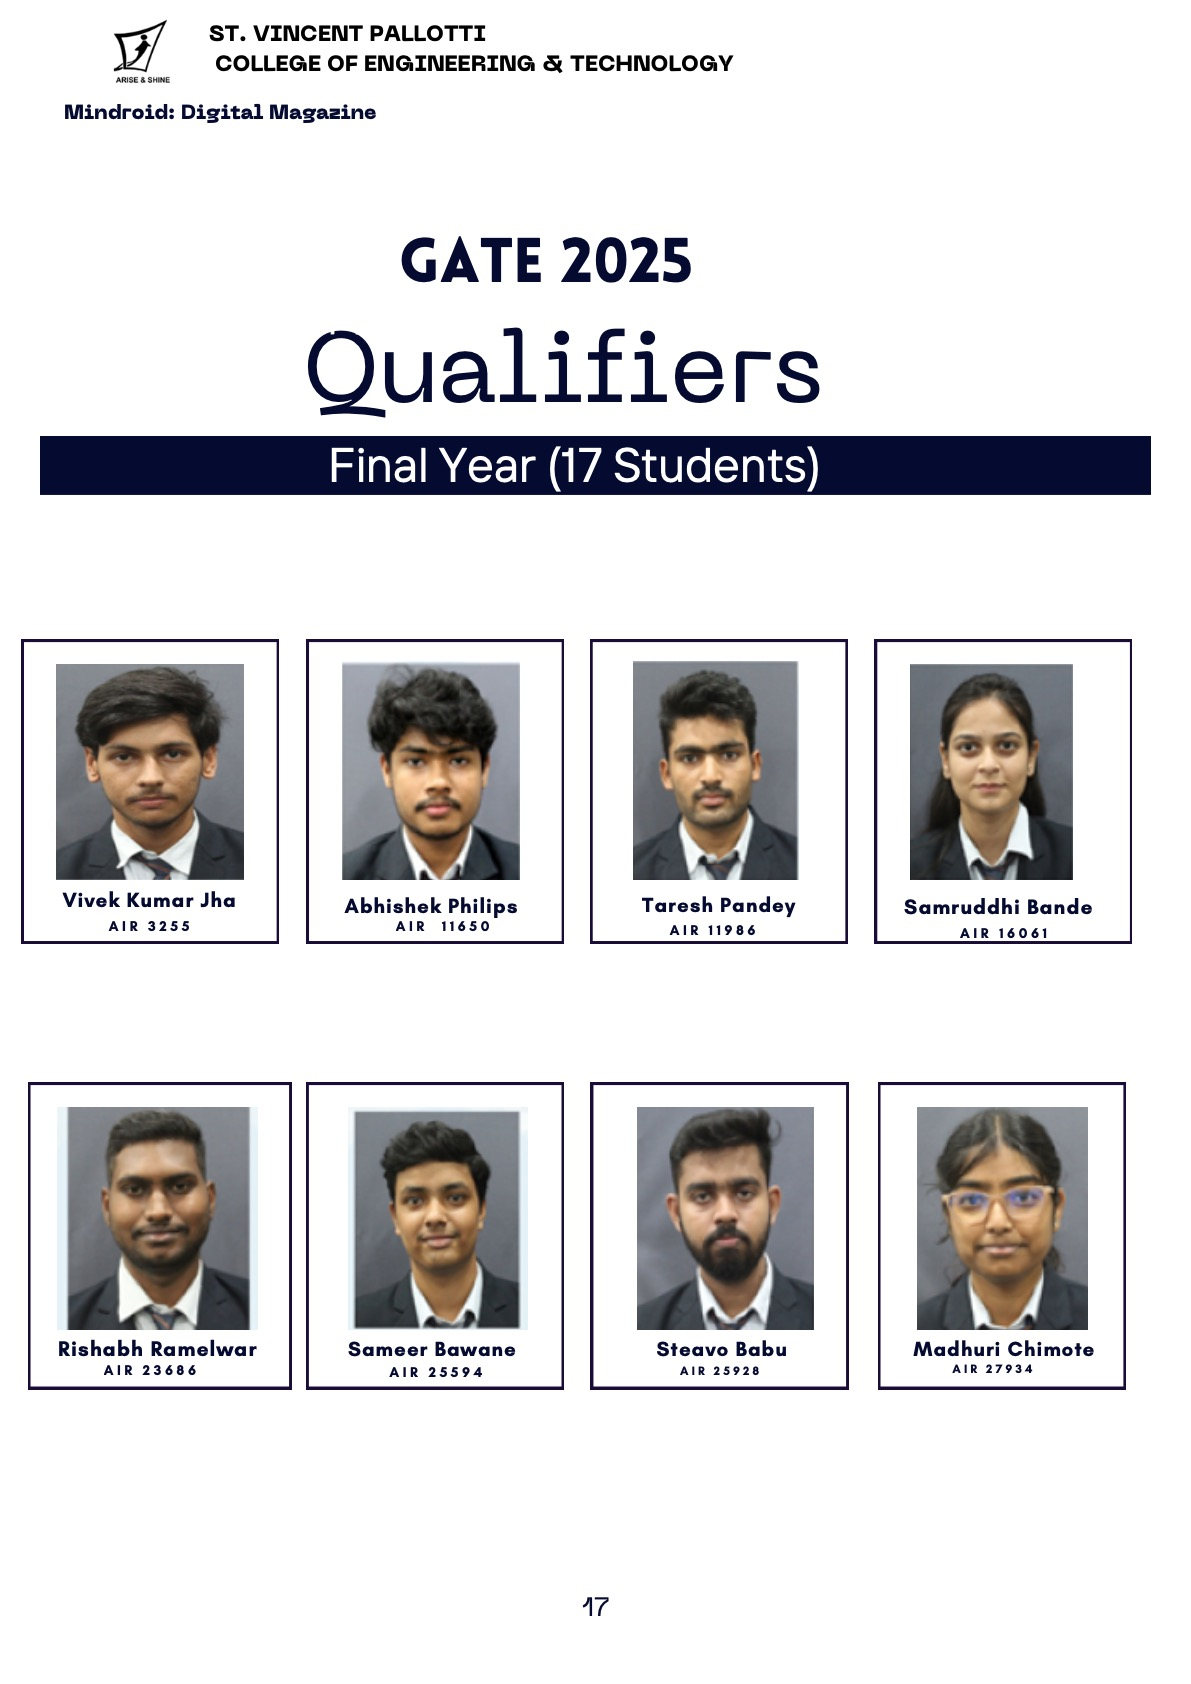 ST. VINCENT PALLOTTI
COLLEGE OF ENGINEERING & TECHNOLOGY
ARISE & SHINE
Mindroid: Digital Magazine
GATE 2025
Qualifiers
Final Year (17 Students)
Vivek Kumar Jha
AIR 3255
Abhishek Philips
AIR 11650
Taresh Pandey
AIR 11986
Samruddhi Bande
AIR 16061
Rishabh Ramelwar
AIR 23686
Sameer Bawane
AIR 25594
Steavo Babu
AIR 25928
Madhuri Chimote
AIR 27934
17